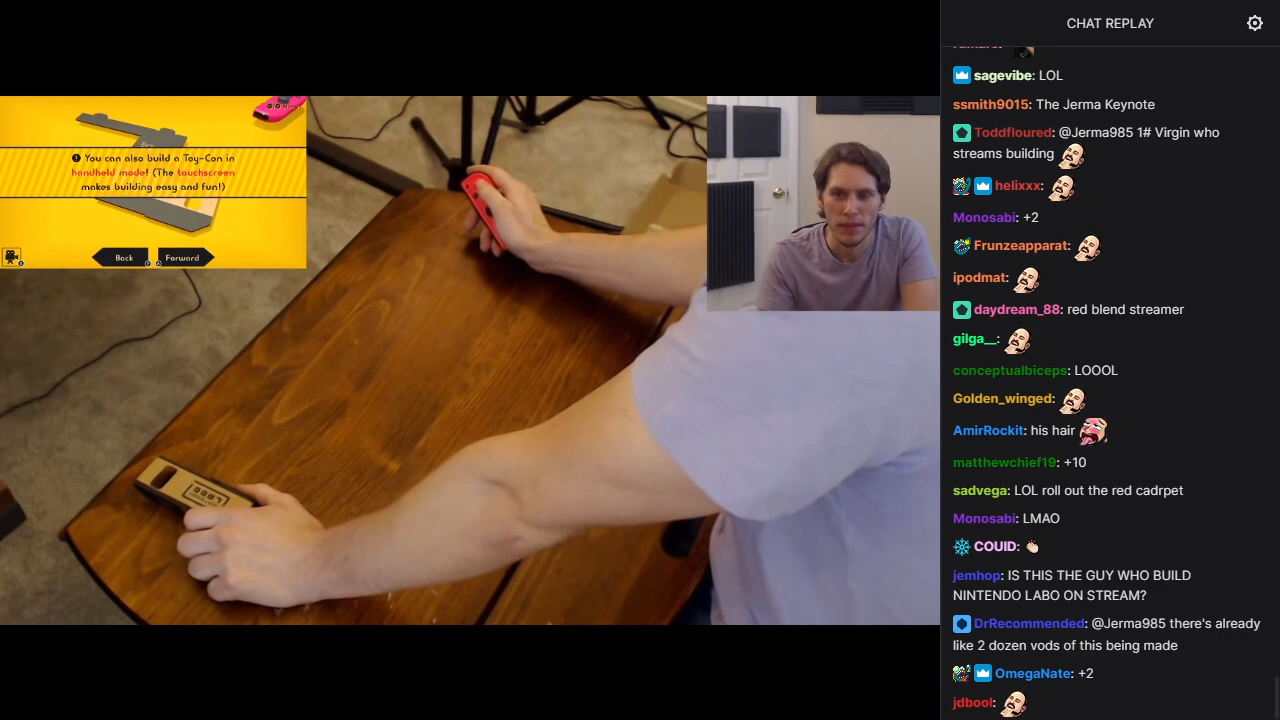 CHAT REPLAY
You can also build a Toy-Con in
handheld mode! (The touchscreen
makes building easy and fun!)
Back
Forward
LABO
sagevibe: LOL
ssmith9015: The Jerma Keynote
Toddfloured: @Jerma985 1# Virgin who
streams building
helixxx:
Monosabi: +2
Frunzeapparat:
ipodmat:
daydream_88: red blend streamer
gilga__:
conceptualbiceps: LOOOL
Golden_winged:
AmirRockit: his hair
matthewchief19: +10
sadvega: LOL roll out the red cadrpet
Monosabi: LMAO
COUID:
jemhop: IS THIS THE GUY WHO BUILD
NINTENDO LABO ON STREAM?
DrRecommended: @Jerma985 there's already
like 2 dozen vods of this being made
OmegaNate: +2
jdbool: